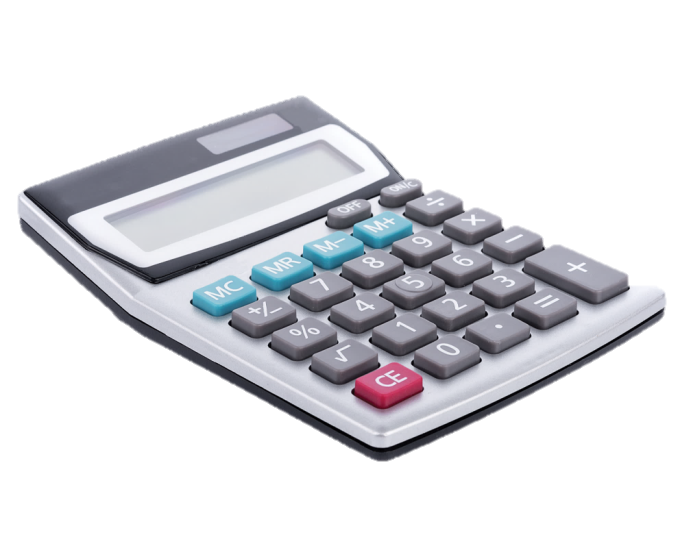 OFF ON/C
MC MR M− M+
+/− 7 8 9 ÷
% 4 5 6 ×
√ 1 2 3 −
CE 0 · = +